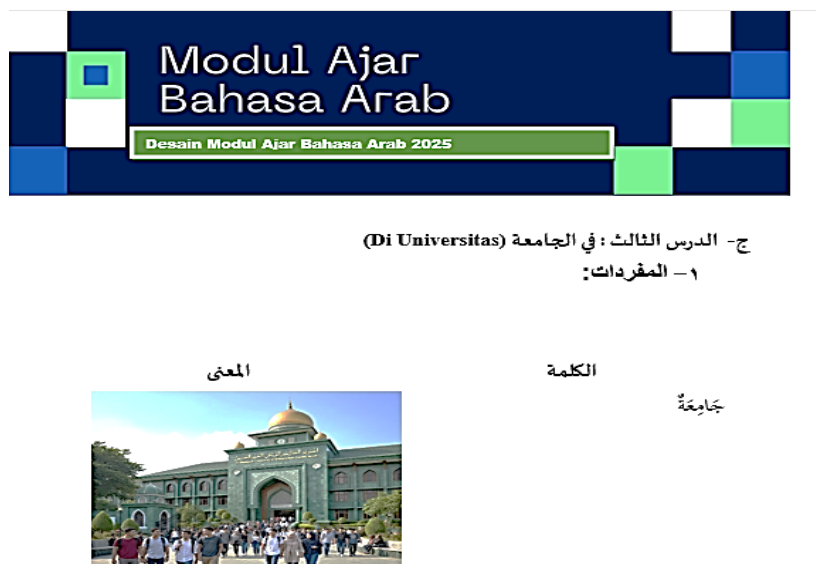 Modul Ajar
Bahasa Arab
Desain Modul Ajar Bahasa Arab 2025
ج- الدرس الثالث : في الجامعة (Di Universitas)
١– المفردات:
الكلمة
المعنى
جَامِعَةٌ